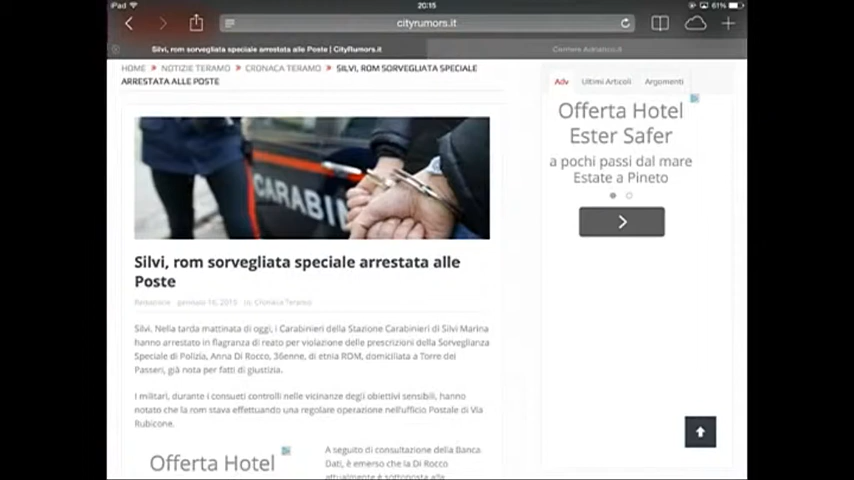 iPad
20:15
61%
cityrumors.it
Silvi, rom sorvegliata speciale arrestata alle Poste | CityRumors.it
Corriere Adriatico.it
HOME » NOTIZIE TERAMO » CRONACA TERAMO » SILVI, ROM SORVEGLIATA SPECIALE
ARRESTATA ALLE POSTE
CARABIN
Silvi, rom sorvegliata speciale arrestata alle
Poste
Redazione gennaio 16, 2015 in Cronaca Teramo
Silvi. Nella tarda mattinata di oggi, i Carabinieri della Stazione Carabinieri di Silvi Marina
hanno arrestato in flagranza di reato per violazione delle prescrizioni della Sorveglianza
Speciale di Polizia, Anna Di Rocco, 36enne, di etnia ROM, domiciliata a Torre dei
Passeri, già nota per fatti di giustizia.
I militari, durante i consueti controlli nelle vicinanze degli obiettivi sensibili, hanno
notato che la rom stava effettuando una regolare operazione nell'ufficio Postale di Via
Rubicone.
Offerta Hotel
A seguito di consultazione della Banca
Dati, è emerso che la Di Rocco
attualmente è sottoposta alla
Adv Ultimi Articoli Argomenti
Offerta Hotel
Ester Safer
a pochi passi dal mare
Estate a Pineto